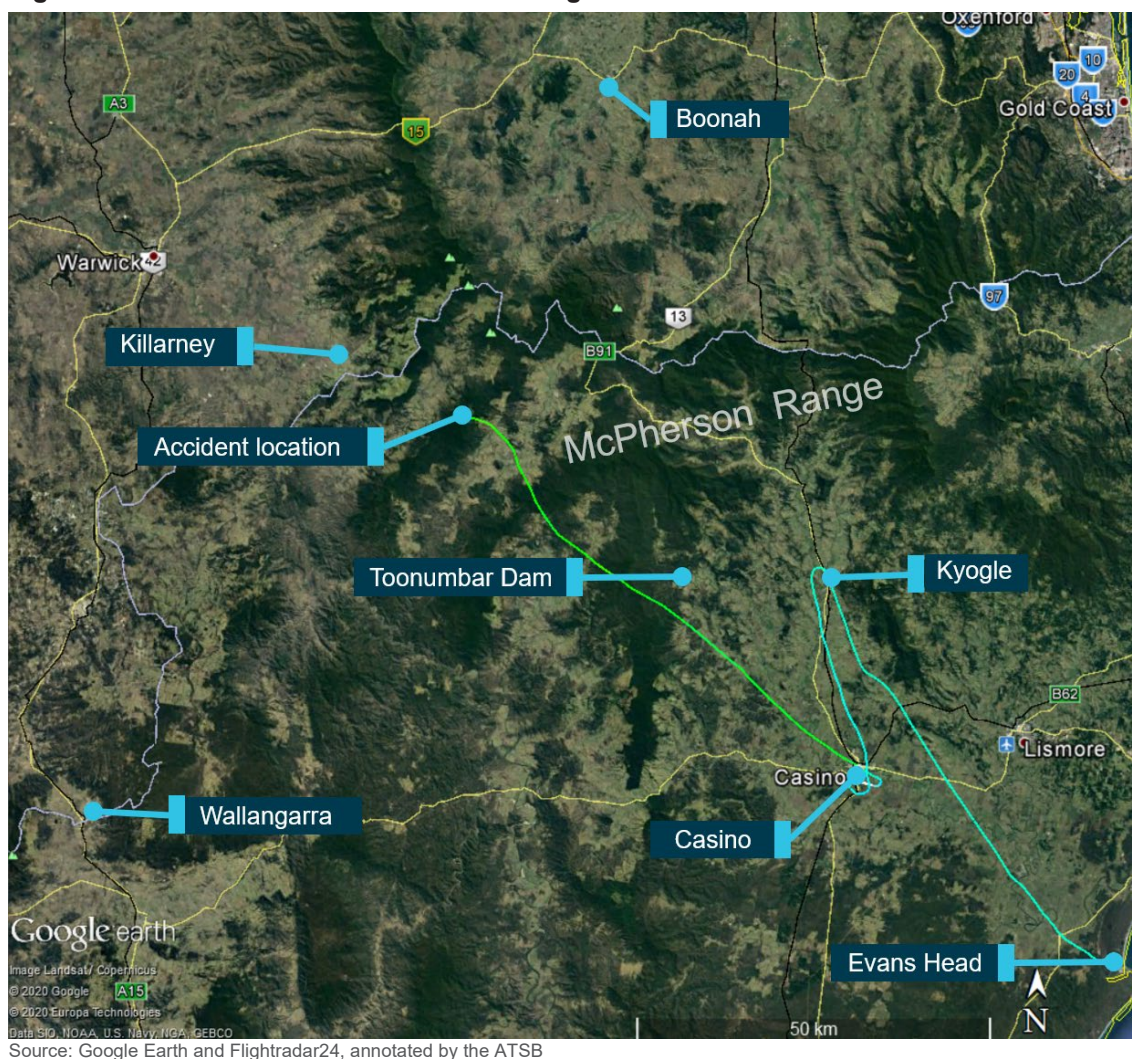 Oxenford
10
20
4
Gold Coast
A3
15
Boonah
Warwick
42
97
13
Killarney
B91
McPherson Range
Accident location
Toonumbar Dam
Kyogle
B62
Lismore
Casino
Wallangarra
Casino
Google earth
Evans Head
Image Landsat / Copernicus
© 2020 Google
A15
© 2020 Europa Technologies
N
50 km
Data SIO, NOAA, U.S. Navy, NGA, GEBCO
Source: Google Earth and Flightradar24, annotated by the ATSB